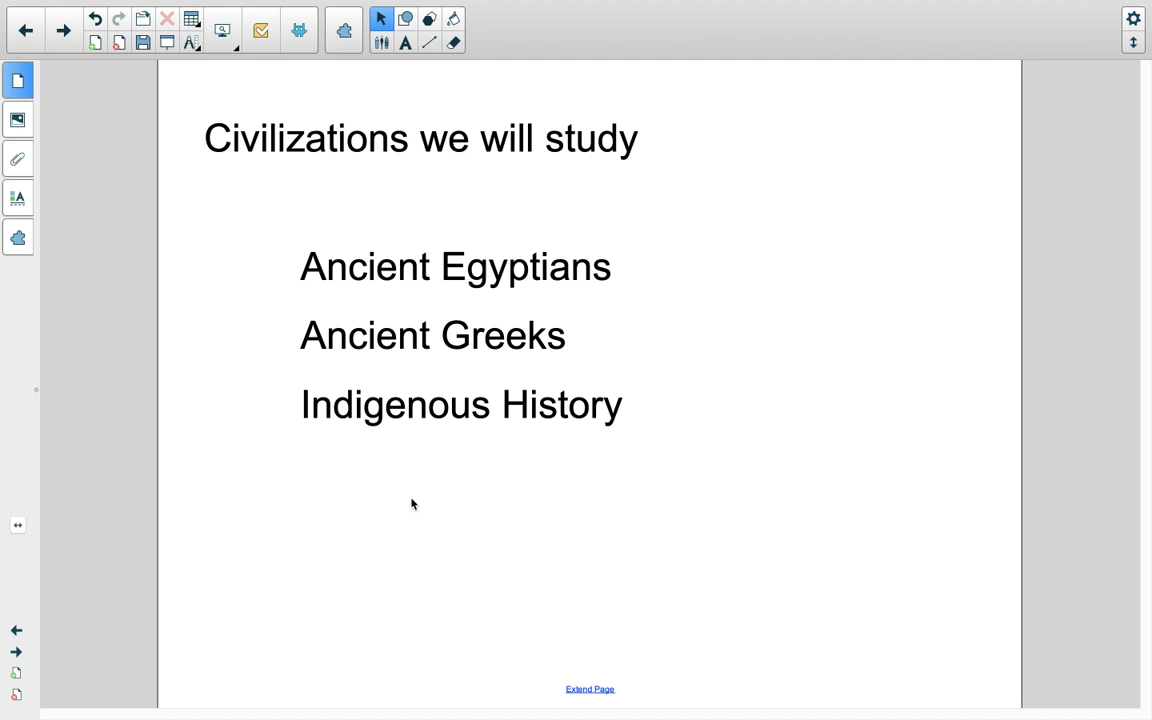 Civilizations we will study
Ancient Egyptians
Ancient Greeks
Indigenous History
Extend Page